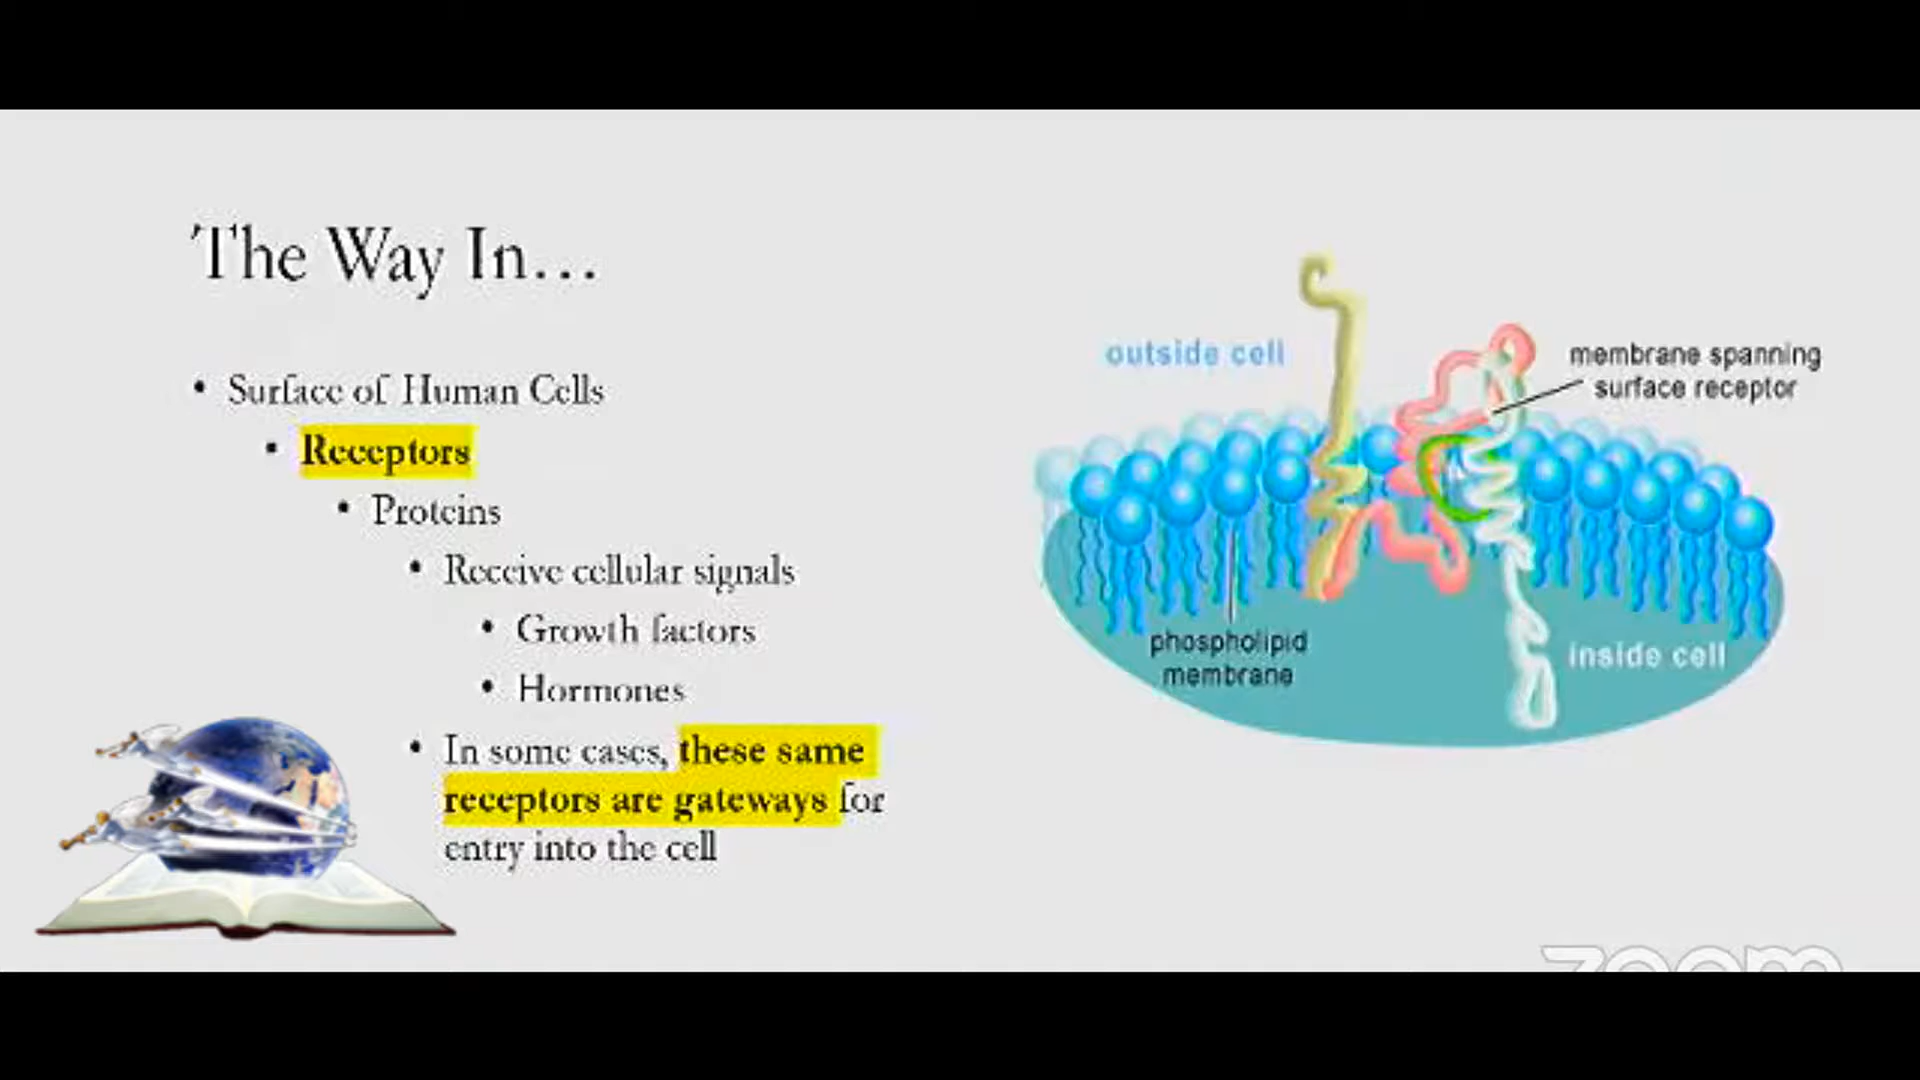 The Way In…
• Surface of Human Cells
• Receptors
• Proteins
• Receive cellular signals
• Growth factors
• Hormones
• In some cases, these same
receptors are gateways for
entry into the cell
outside cell
membrane spanning
surface receptor
phospholipid
membrane
inside cell
zoom